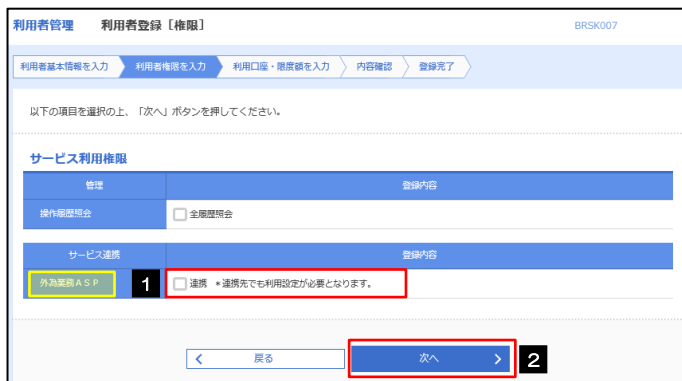 利用者管理 利用者登録［権限］ BRSK007
利用者基本情報を入力 利用者権限を入力 利用口座・限度額を入力 内容確認 登録完了
以下の項目を選択の上、「次へ」ボタンを押してください。
サービス利用権限
管理 登録内容
操作履歴照会 全履歴照会
サービス連携 登録内容
外為業務ＡＳＰ 1 連携 ＊連携先でも利用設定が必要となります。
戻る 次へ 2